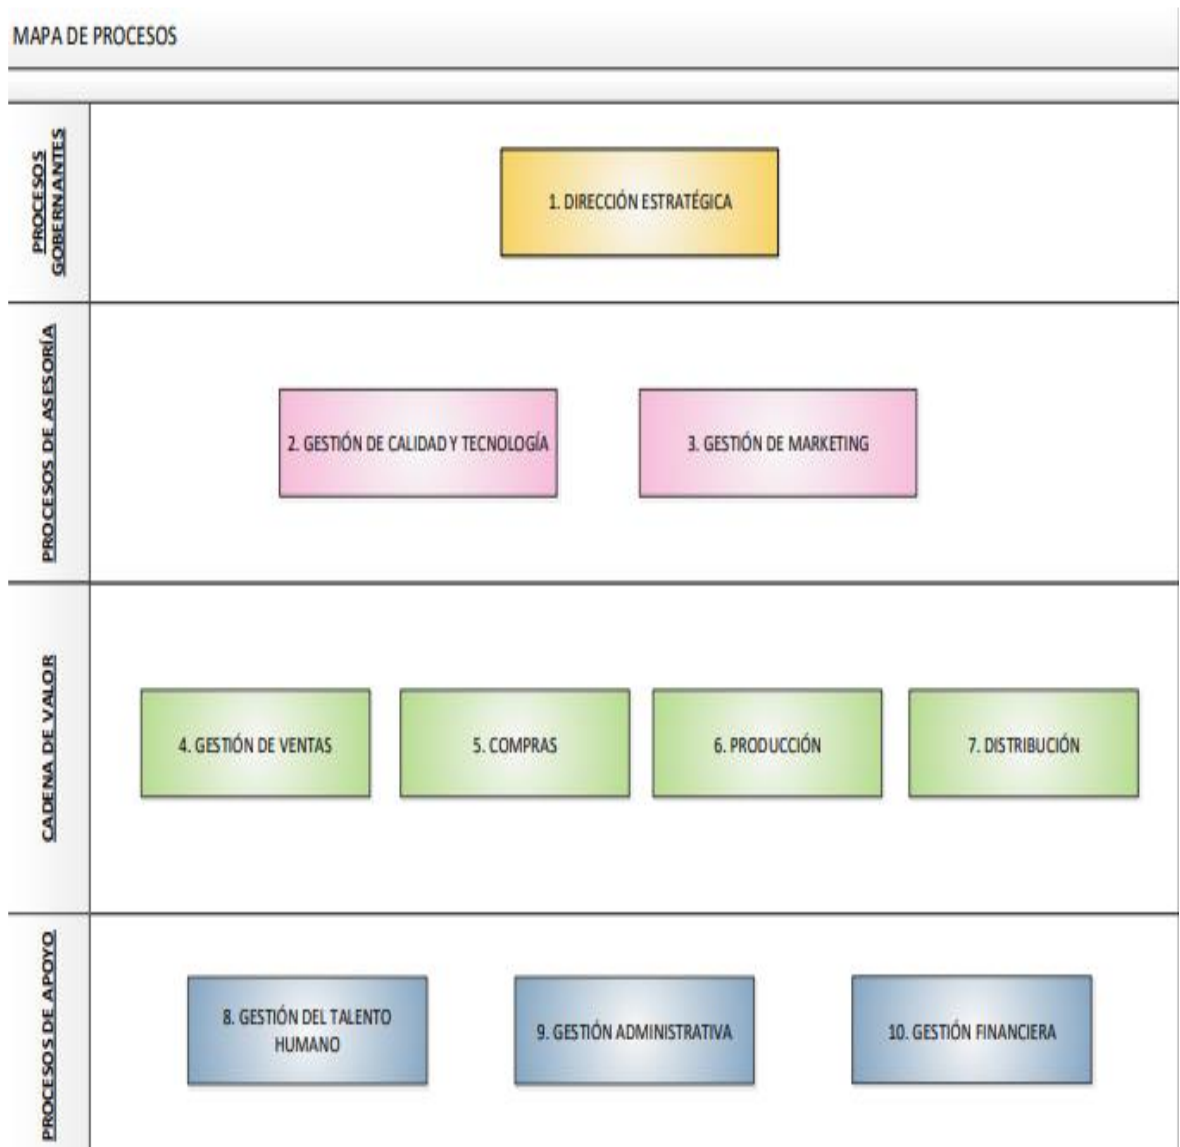 MAPA DE PROCESOS
PROCESOS
GOBERNANTES
1. DIRECCIÓN ESTRATÉGICA
PROCESOS DE ASESORÍA
2. GESTIÓN DE CALIDAD Y TECNOLOGÍA
3. GESTIÓN DE MARKETING
CADENA DE VALOR
4. GESTIÓN DE VENTAS
5. COMPRAS
6. PRODUCCIÓN
7. DISTRIBUCIÓN
PROCESOS DE APOYO
8. GESTIÓN DEL TALENTO
HUMANO
9. GESTIÓN ADMINISTRATIVA
10. GESTIÓN FINANCIERA